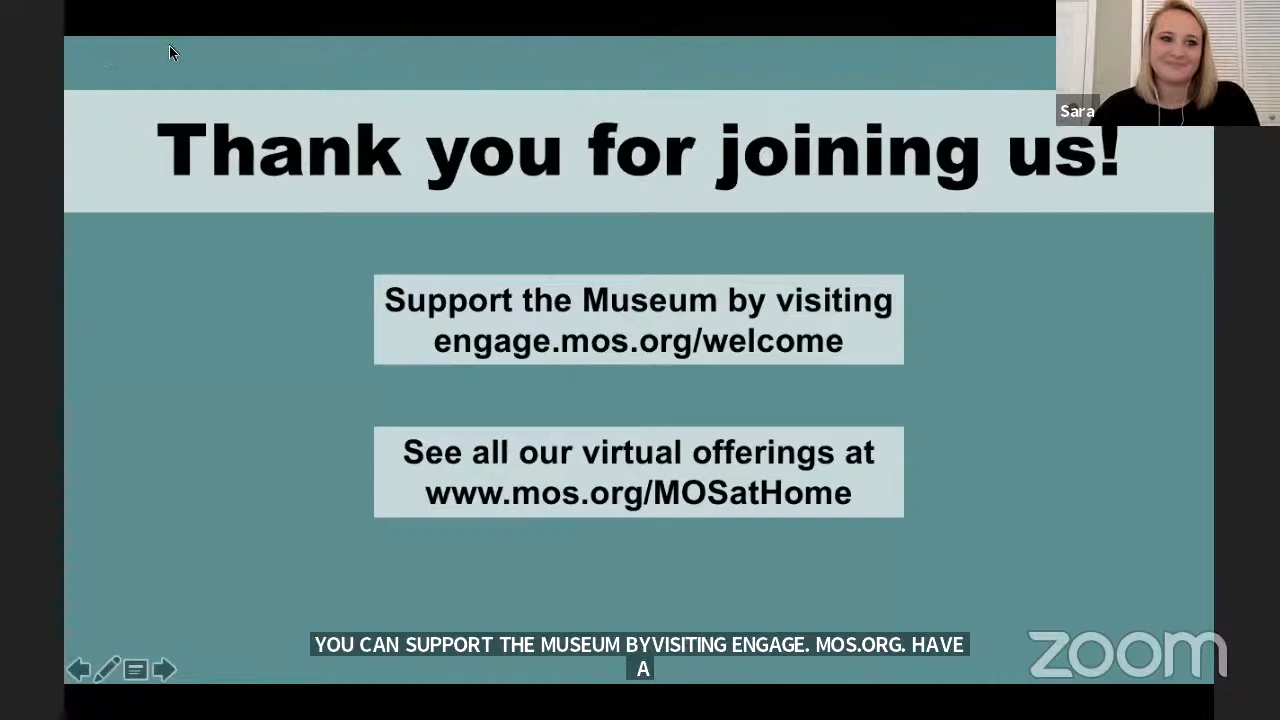 Sara
Thank you for joining us!
Support the Museum by visiting
engage.mos.org/welcome
See all our virtual offerings at
www.mos.org/MOSatHome
YOU CAN SUPPORT THE MUSEUM BYVISITING ENGAGE. MOS.ORG. HAVE
A
zoom